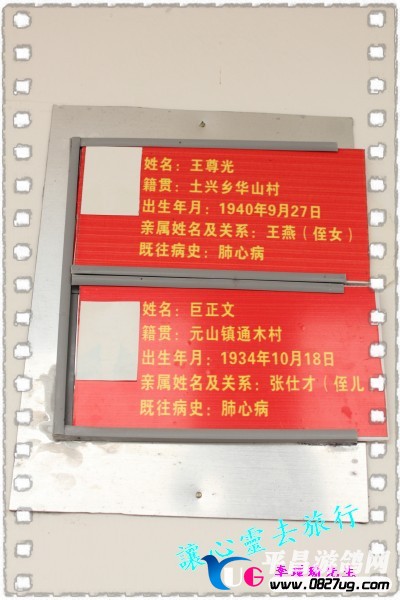 姓名：王尊光
籍贯：土兴乡华山村
出生年月：1940年9月27日
亲属姓名及关系：王燕（侄女）
既往病史：肺心病
姓名：巨正文
籍贯：元山镇通木村
出生年月：1934年10月18日
亲属姓名及关系：张仕才（侄儿
既往病史：肺心病
讓心靈去旅行
平昌游鸽网
UG
www.0827ug.com